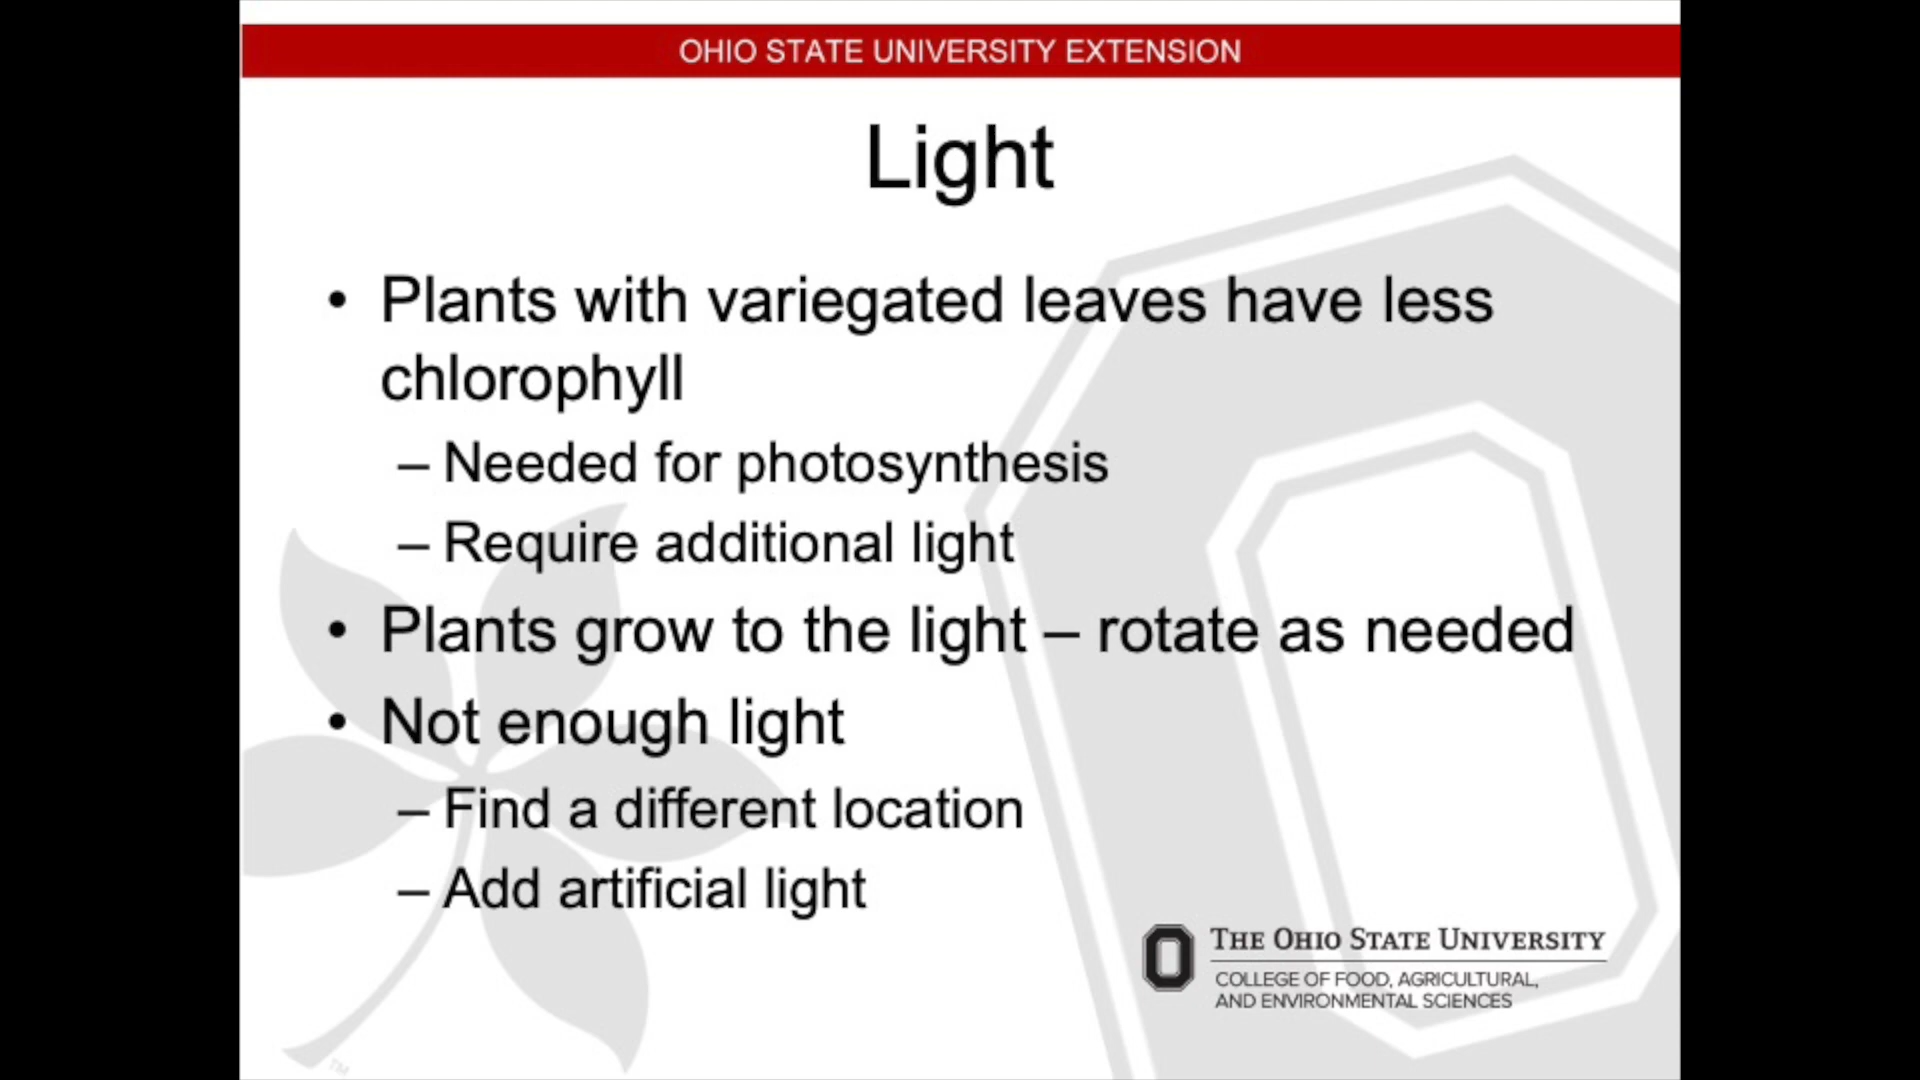 OHIO STATE UNIVERSITY EXTENSION
Light
• Plants with variegated leaves have less
chlorophyll
– Needed for photosynthesis
– Require additional light
• Plants grow to the light – rotate as needed
• Not enough light
– Find a different location
– Add artificial light
THE OHIO STATE UNIVERSITY
COLLEGE OF FOOD, AGRICULTURAL,
AND ENVIRONMENTAL SCIENCES
TM